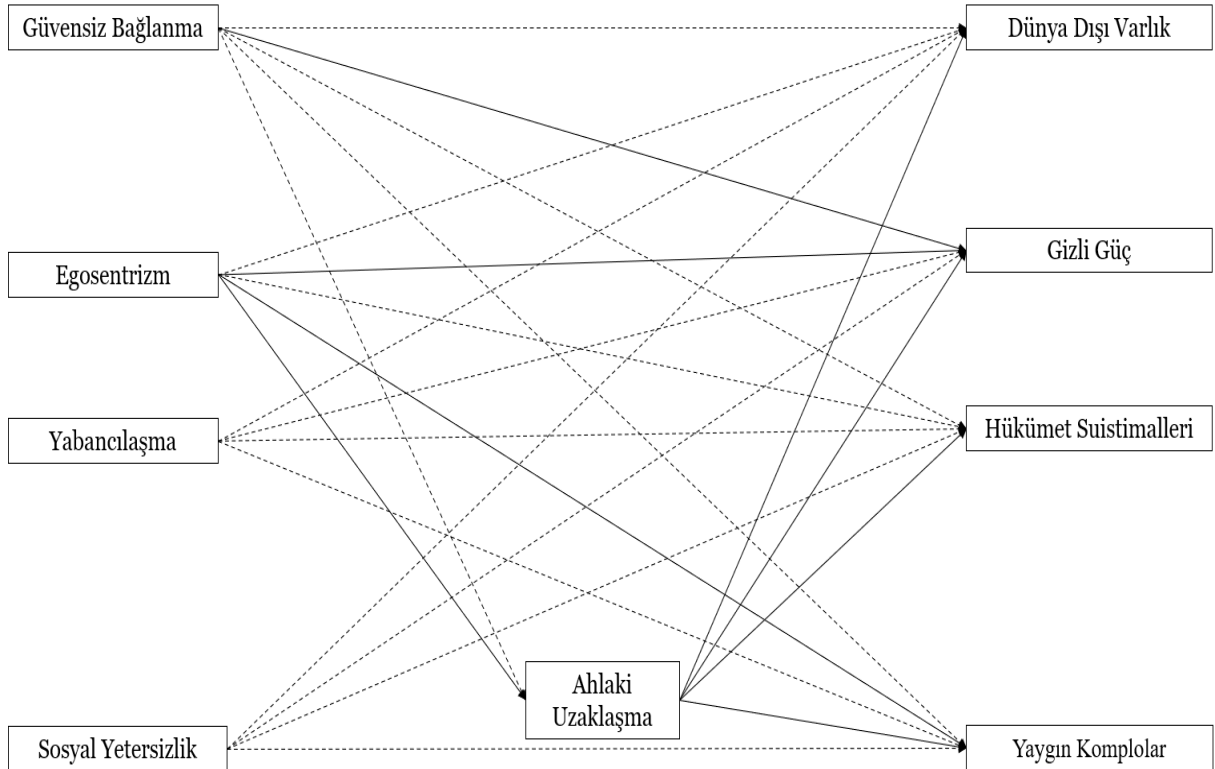 Güvensiz Bağlanma
Dünya Dışı Varlık
Gizli Güç
Egosentrizm
Yabancılaşma
Hükümet Suistimalleri
Ahlaki
Uzaklaşma
Sosyal Yetersizlik
Yaygın Komplolar